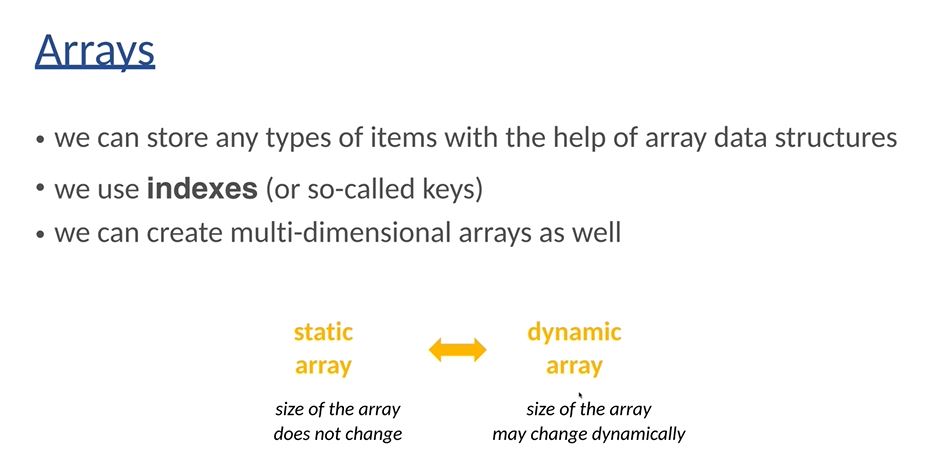 Arrays
• we can store any types of items with the help of array data structures
• we use indexes (or so-called keys)
• we can create multi-dimensional arrays as well
static
array
size of the array
does not change
dynamic
array
size of the array
may change dynamically